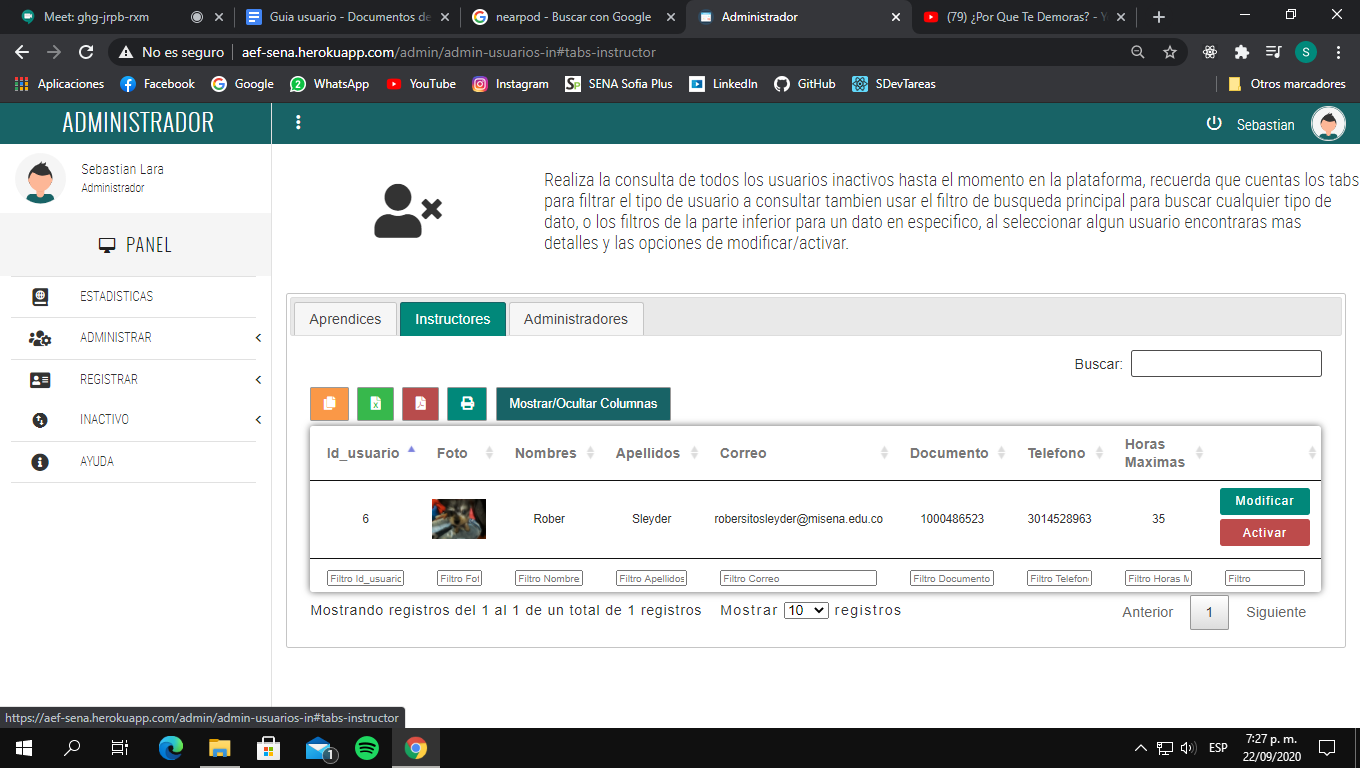 Meet: ghg-jrpb-rxm
Guia usuario - Documentos de
nearpod - Buscar con Google
Administrador
(79) ¿Por Que Te Demoras? - Y
No es seguro
aef-sena.herokuapp.com/admin/admin-usuarios-in#tabs-instructor
S
Aplicaciones
Facebook
Google
WhatsApp
YouTube
Instagram
SENA Sofia Plus
LinkedIn
GitHub
SDevTareas
Otros marcadores
ADMINISTRADOR
Sebastian
Sebastian Lara
Administrador
PANEL
ESTADISTICAS
ADMINISTRAR
REGISTRAR
INACTIVO
AYUDA
Realiza la consulta de todos los usuarios inactivos hasta el momento en la plataforma, recuerda que cuentas los tabs
para filtrar el tipo de usuario a consultar tambien usar el filtro de busqueda principal para buscar cualquier tipo de
dato, o los filtros de la parte inferior para un dato en especifico, al seleccionar algun usuario encontraras mas
detalles y las opciones de modificar/activar.
Aprendices
Instructores
Administradores
Buscar:
Mostrar/Ocultar Columnas
Id_usuario
Foto
Nombres
Apellidos
Correo
Documento
Telefono
Horas
Maximas
6
Rober
Sleyder
robersitosleyder@misena.edu.co
1000486523
3014528963
35
Modificar
Activar
Filtro Id_usuario
Filtro Fot
Filtro Nombre
Filtro Apellidos
Filtro Correo
Filtro Documento
Filtro Telefon
Filtro Horas M
Filtro
Mostrando registros del 1 al 1 de un total de 1 registros
Mostrar 10 registros
Anterior
1
Siguiente
https://aef-sena.herokuapp.com/admin/admin-usuarios-in#tabs-instructor
1
ESP
7:27 p. m.
22/09/2020